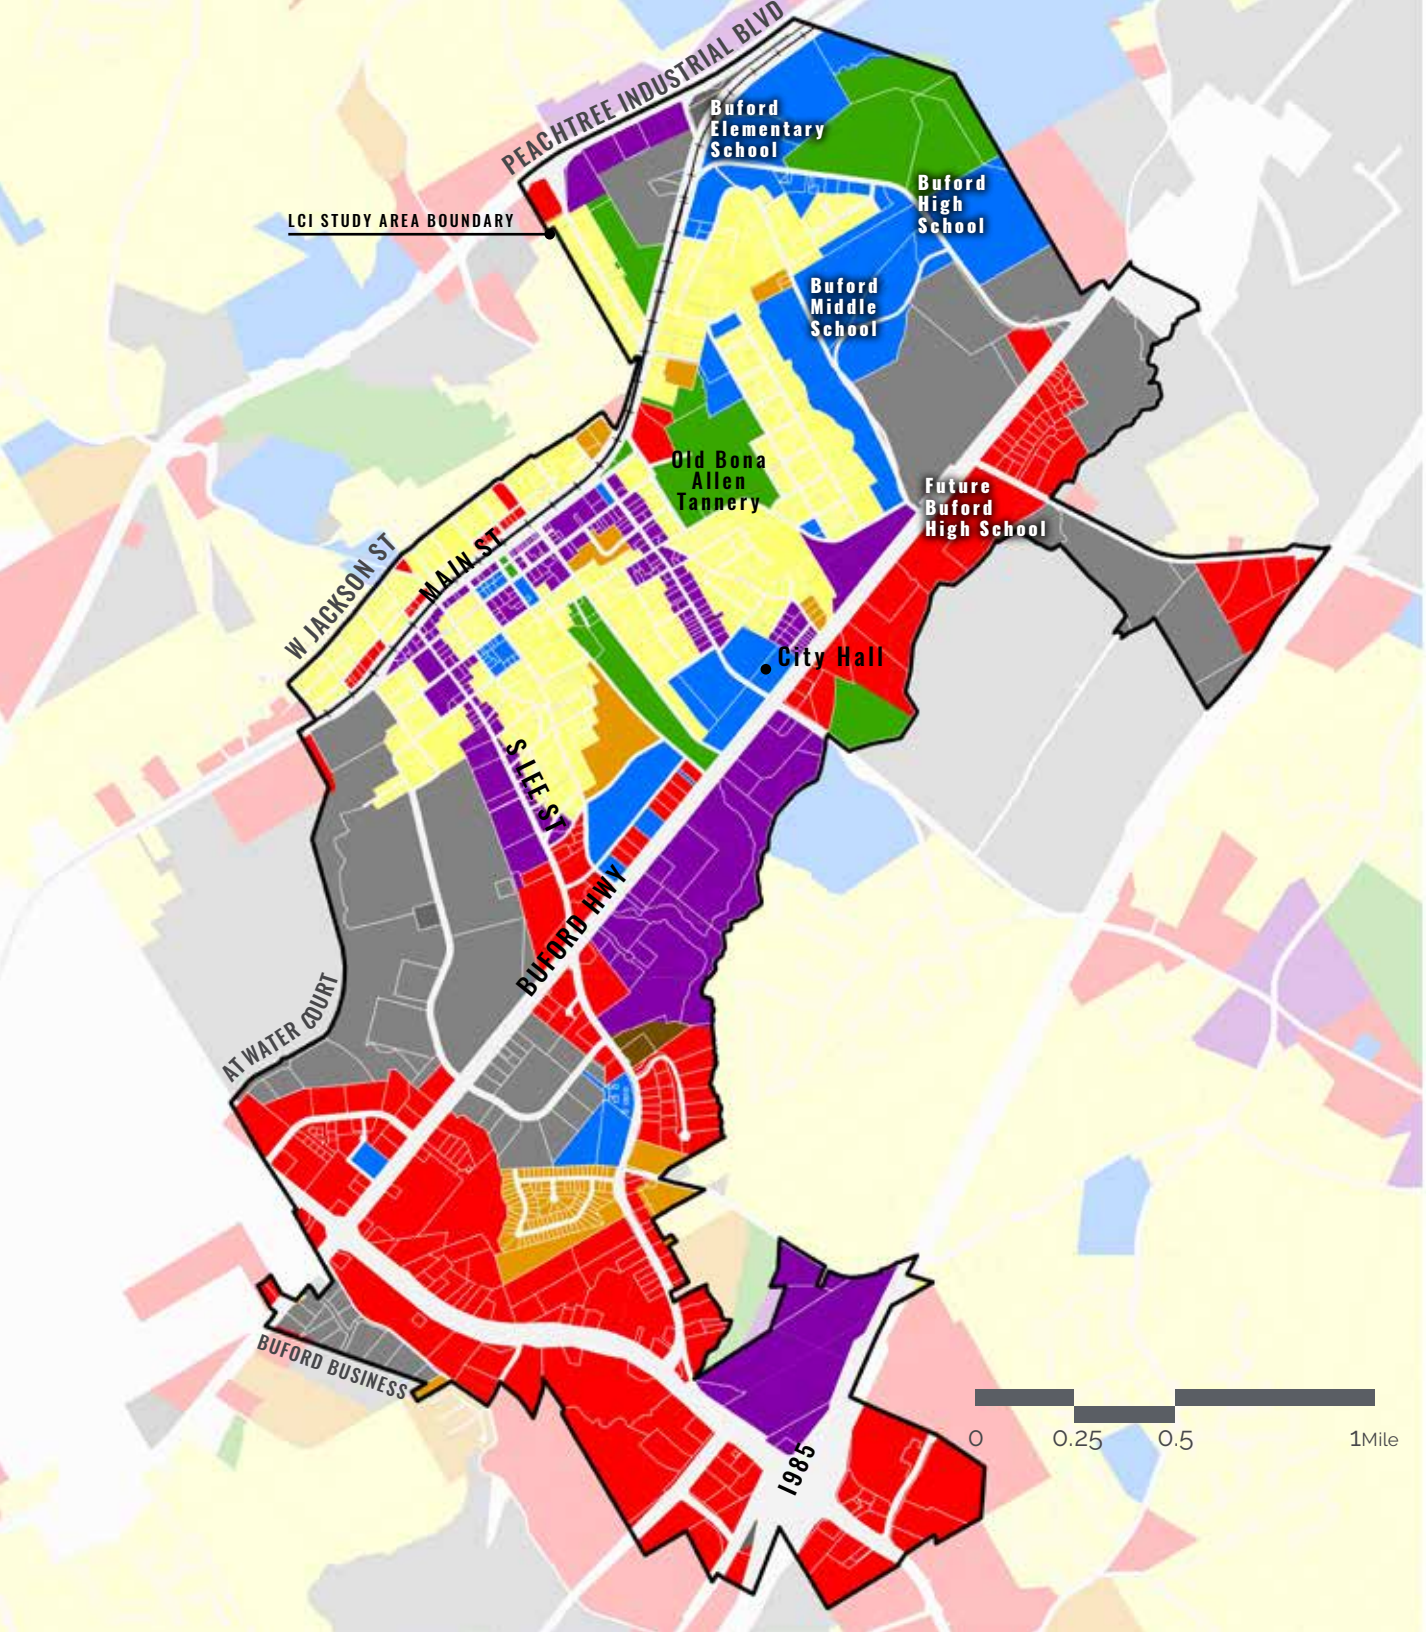 PEACHTREE INDUSTRIAL BLVD
Buford
Elementary
School
Buford
High
School
LCI STUDY AREA BOUNDARY
Buford
Middle
School
Old Bona
Allen
Tannery
Future
Buford
High School
W JACKSON ST
MAIN ST
City Hall
S LEE ST
BUFORD HWY
AT WATER COURT
BUFORD BUSINESS
I985
0
0.25
0.5
1Mile